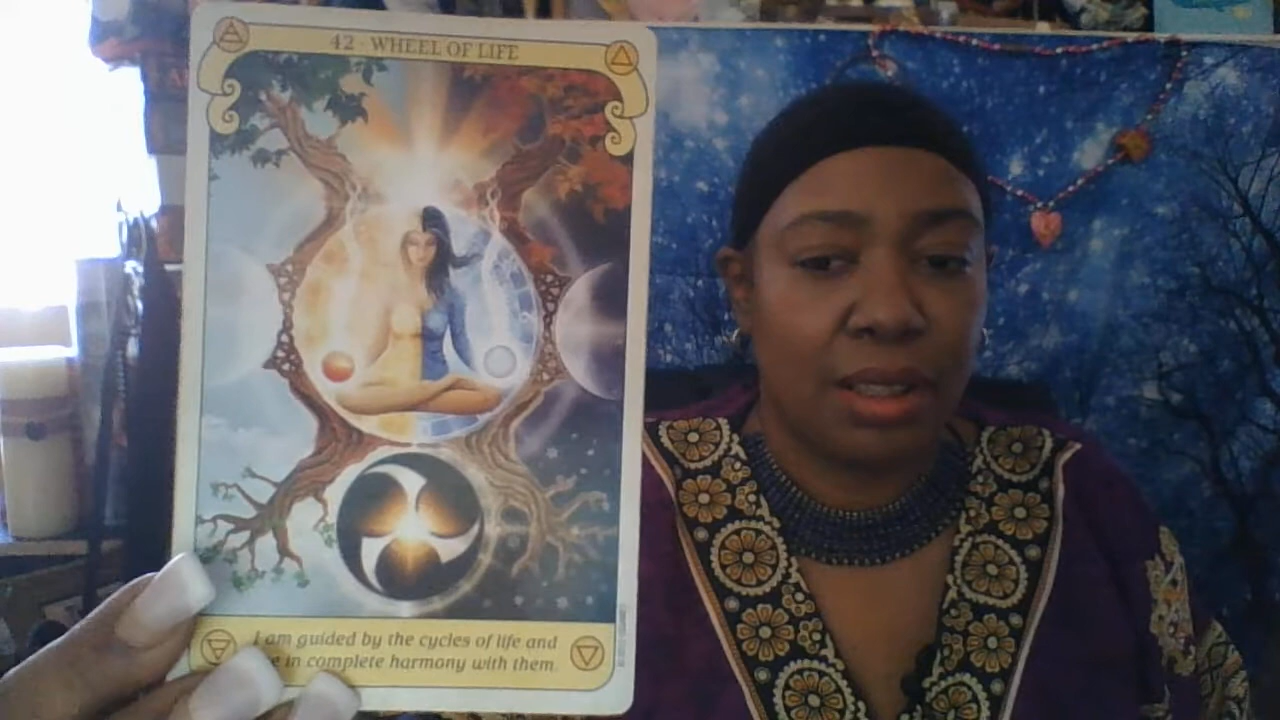 42 · WHEEL OF LIFE
I am guided by the cycles of life and
in complete harmony with them.